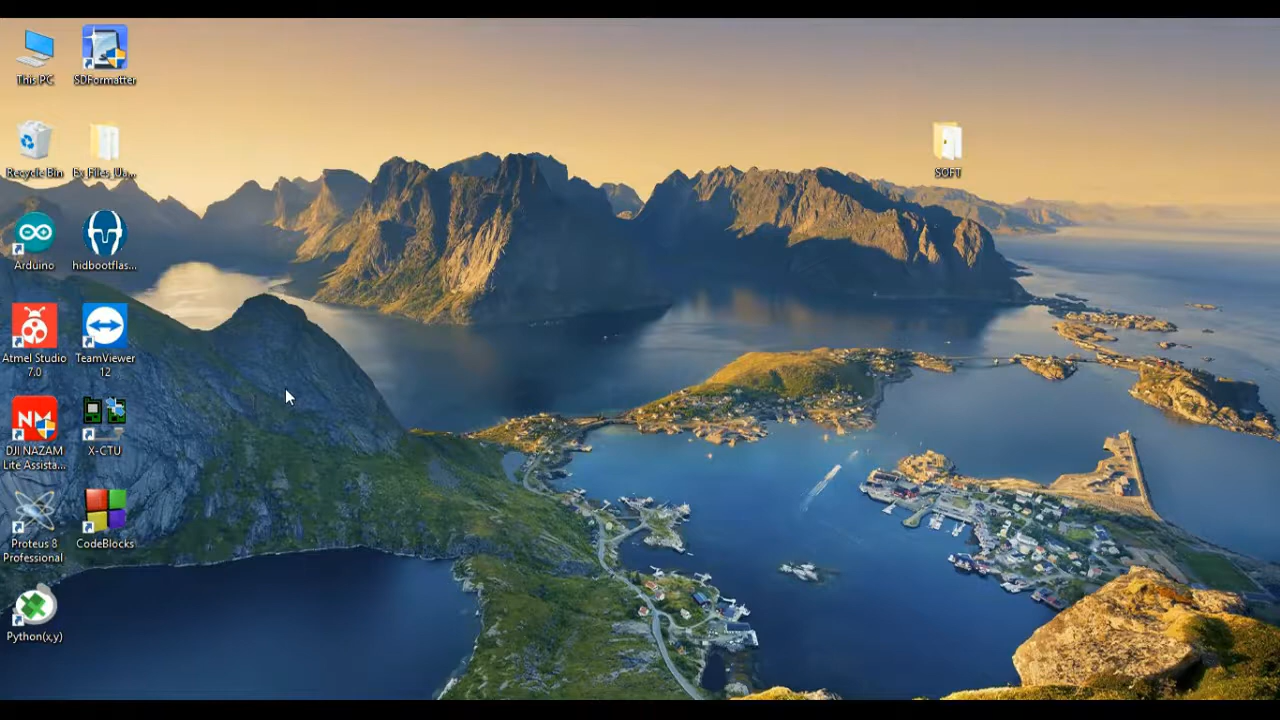 This PC
SDFormatter
Recycle Bin
Ex_Files_Us...
SOFT
Arduino
hidbootflas...
Atmel Studio
7.0
TeamViewer
12
DJI NAZAM
Lite Assista...
X-CTU
Proteus 8
Professional
CodeBlocks
Python(x,y)